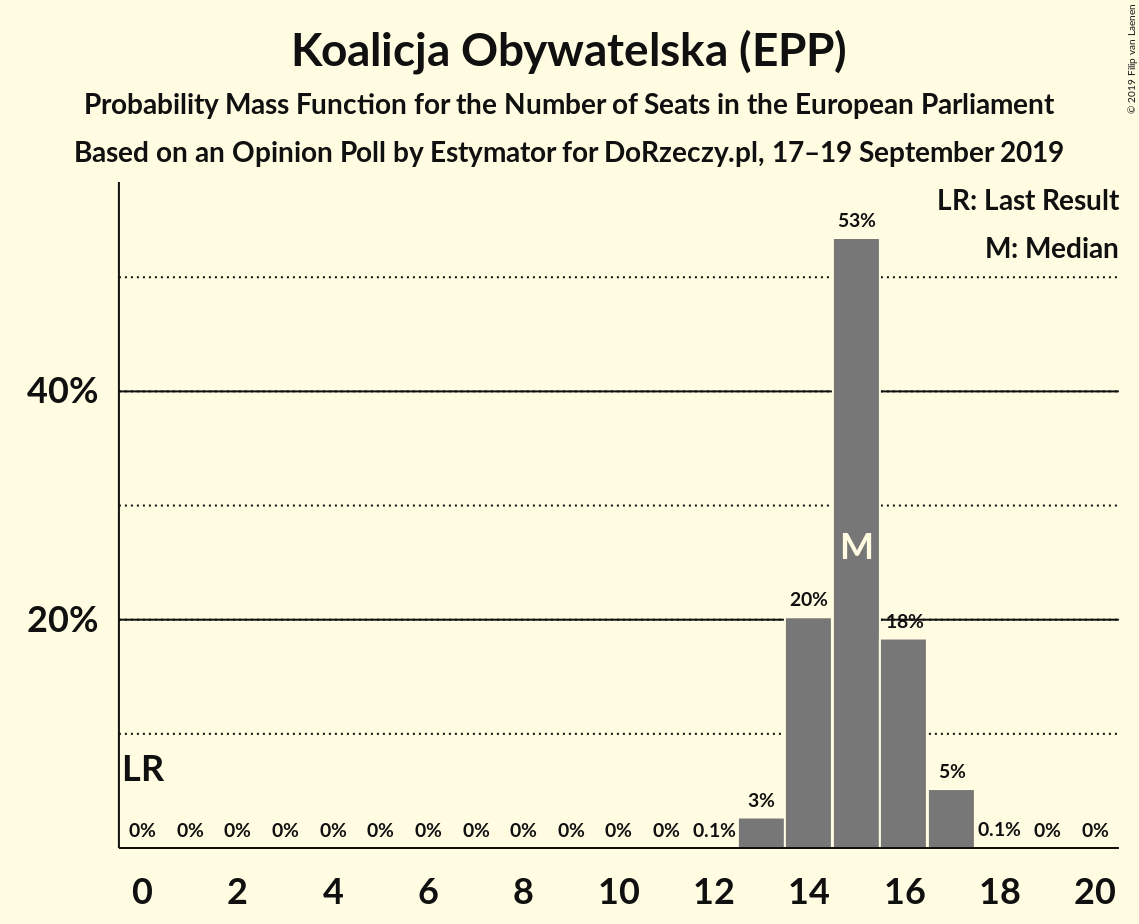 Koalicja Obywatelska (EPP)
Probability Mass Function for the Number of Seats in the European Parliament
Based on an Opinion Poll by Estymator for DoRzeczy.pl, 17–19 September 2019
© 2019 Filip van Laenen
LR: Last Result
M: Median
53%
40%
M
20%
20%
18%
LR
5%
3%
0% 0% 0% 0% 0% 0% 0% 0% 0% 0% 0% 0% 0.1% 0.1% 0% 0%
0 2 4 6 8 10 12 14 16 18 20